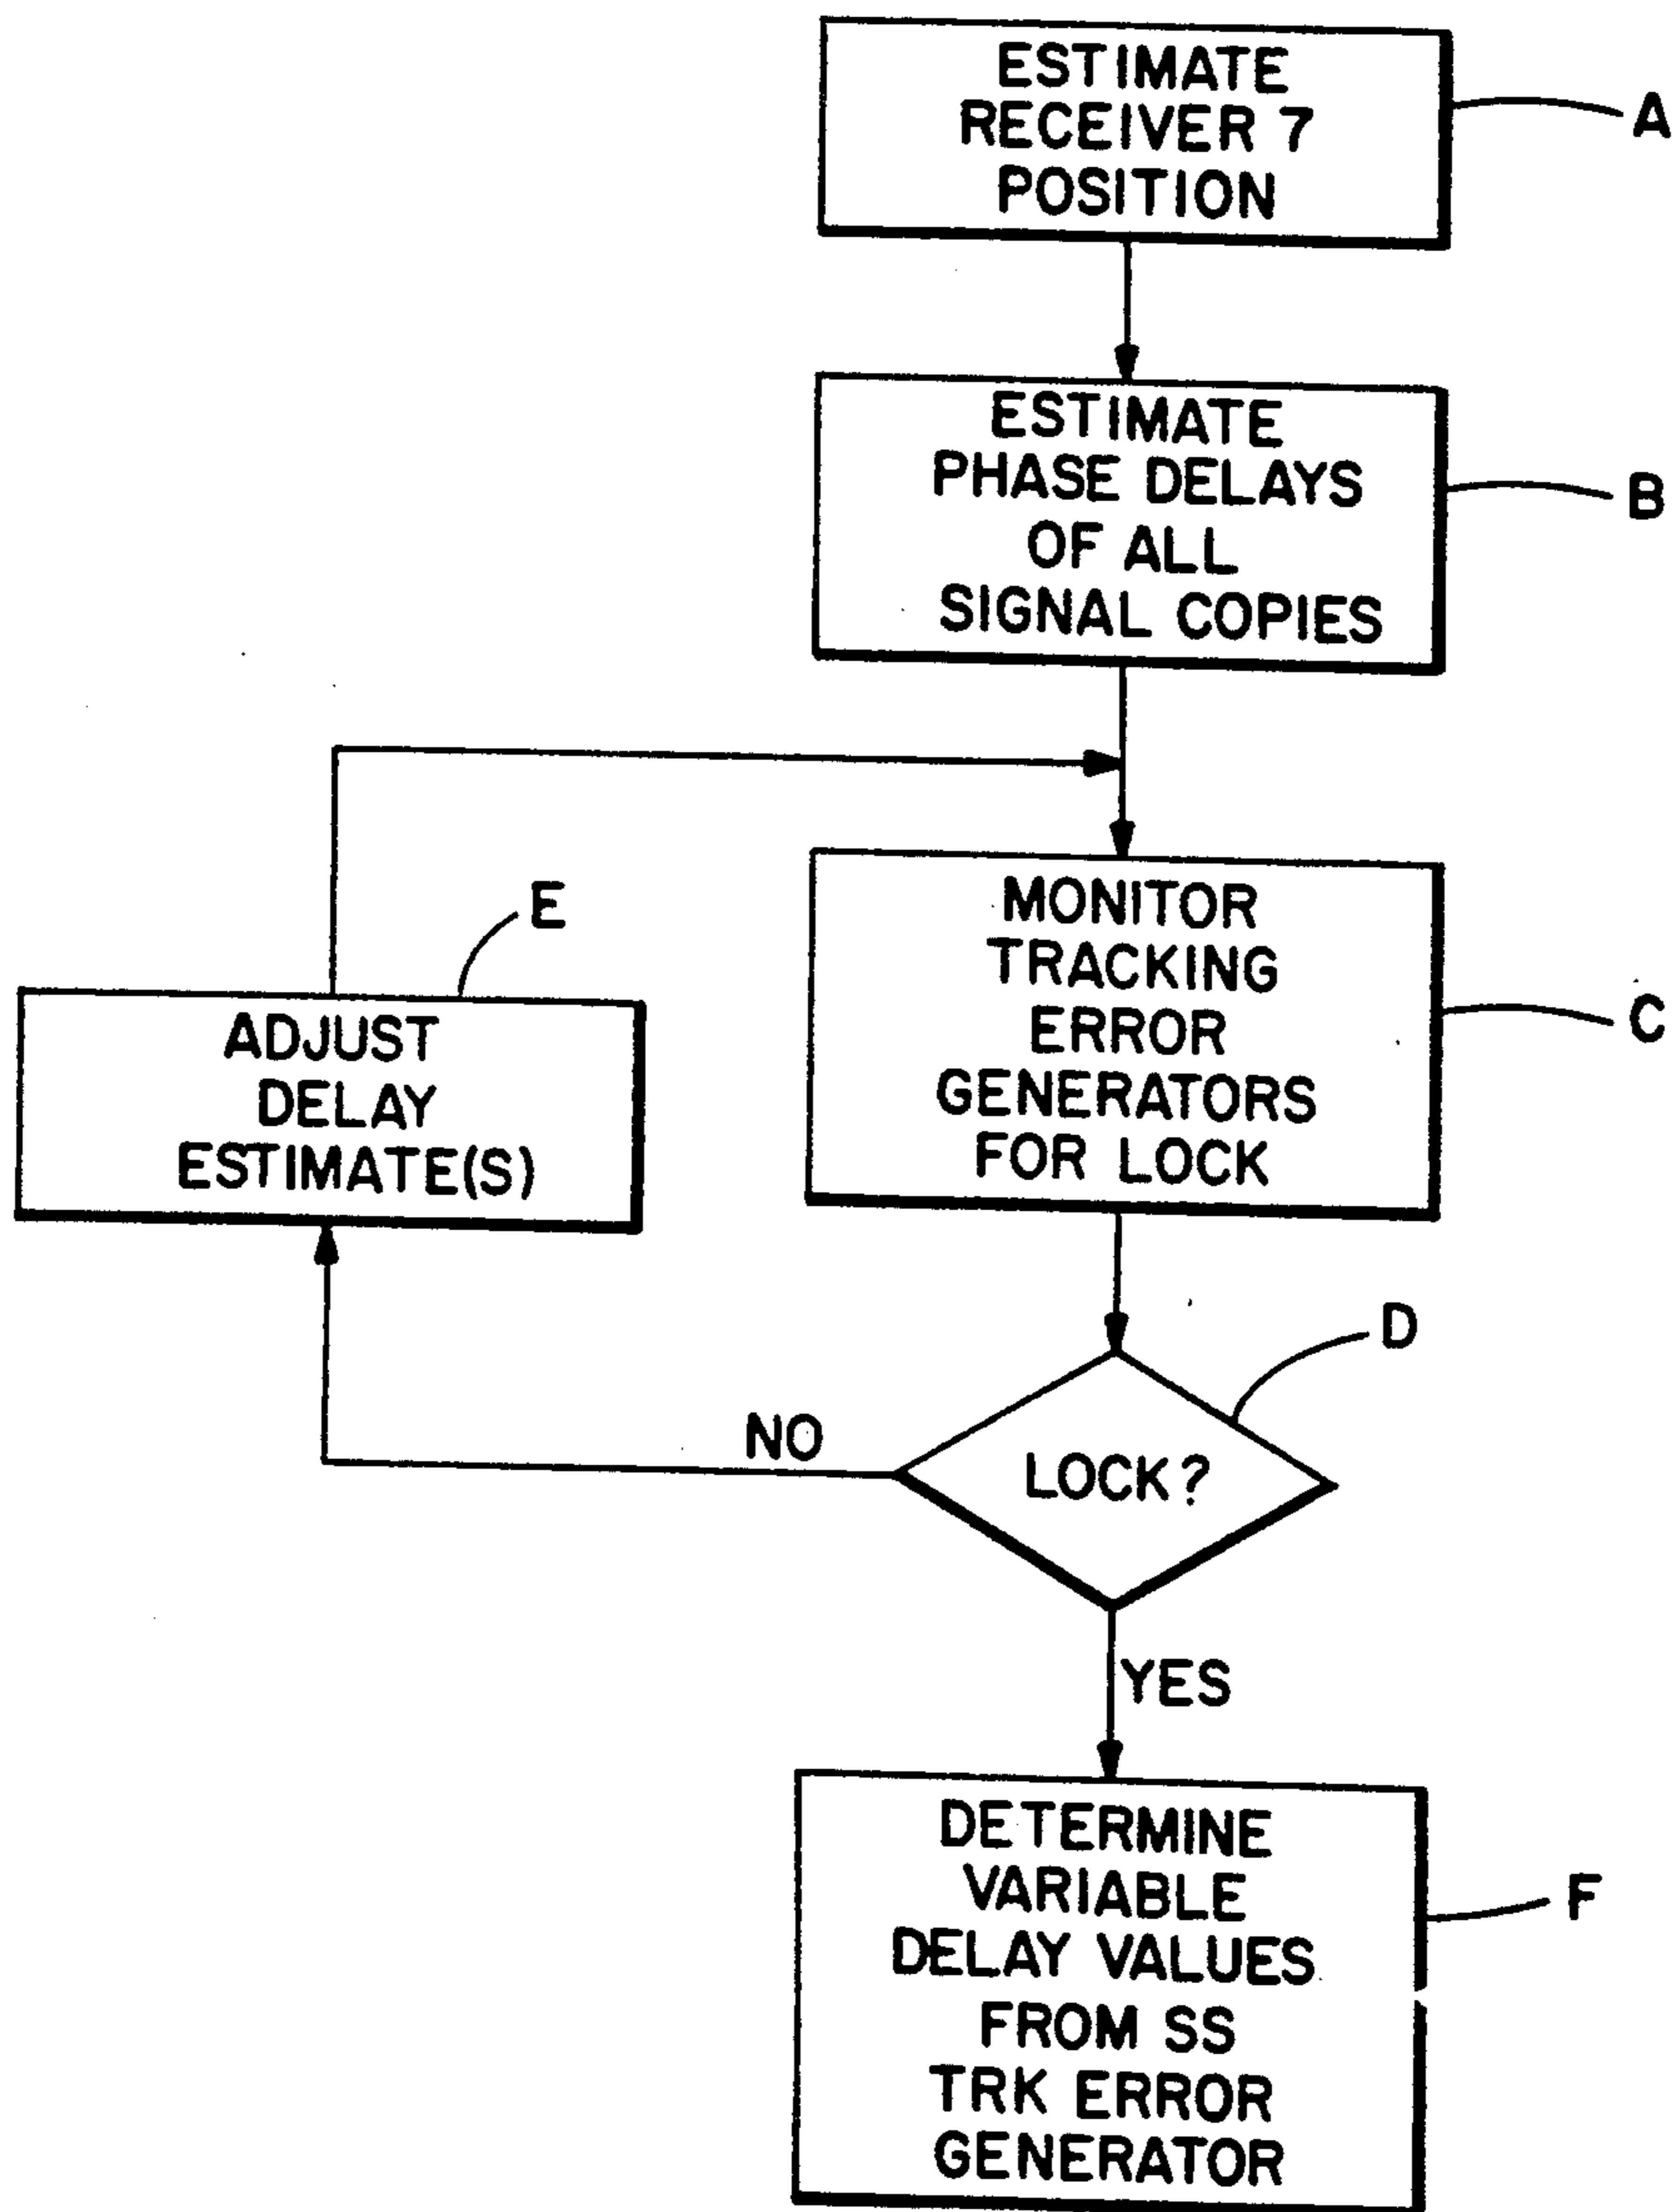 ESTIMATE
RECEIVER 7
POSITION
A
ESTIMATE
PHASE DELAYS
OF ALL
SIGNAL COPIES
B
MONITOR
TRACKING
ERROR
GENERATORS
FOR LOCK
C
E
ADJUST
DELAY
ESTIMATE(S)
D
LOCK?
NO
YES
DETERMINE
VARIABLE
DELAY VALUES
FROM SS
TRK ERROR
GENERATOR
F